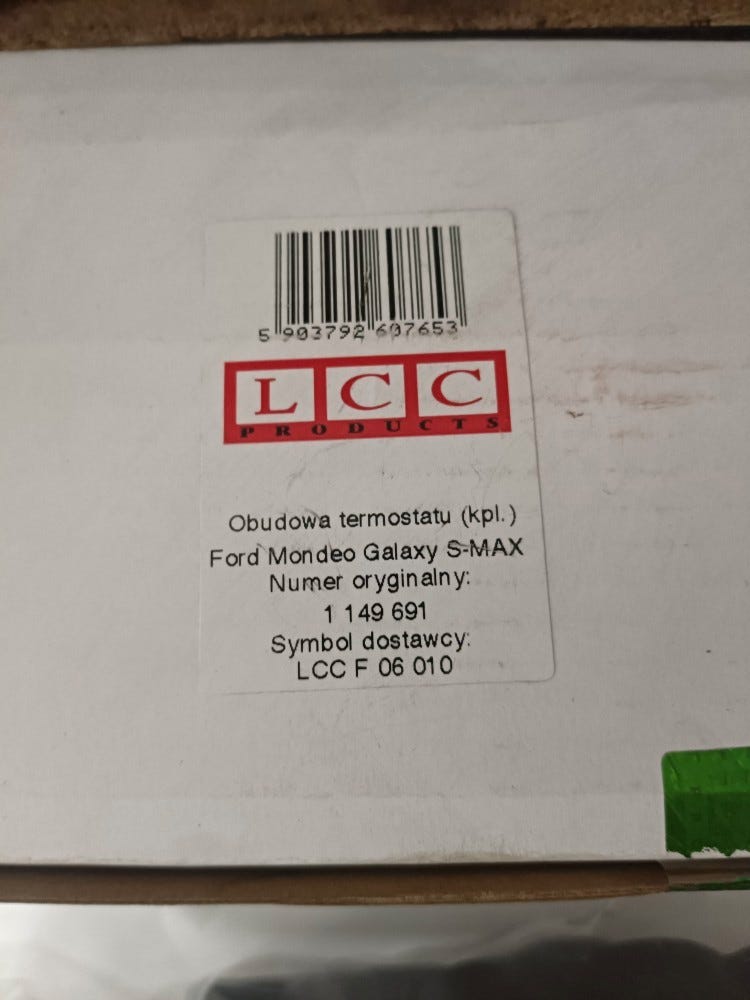 5 903792 607653
LCC
PRODUCTS
Obudowa termostatu (kpl.)
Ford Mondeo Galaxy S-MAX
Numer oryginalny:
1 149 691
Symbol dostawcy:
LCC F 06 010